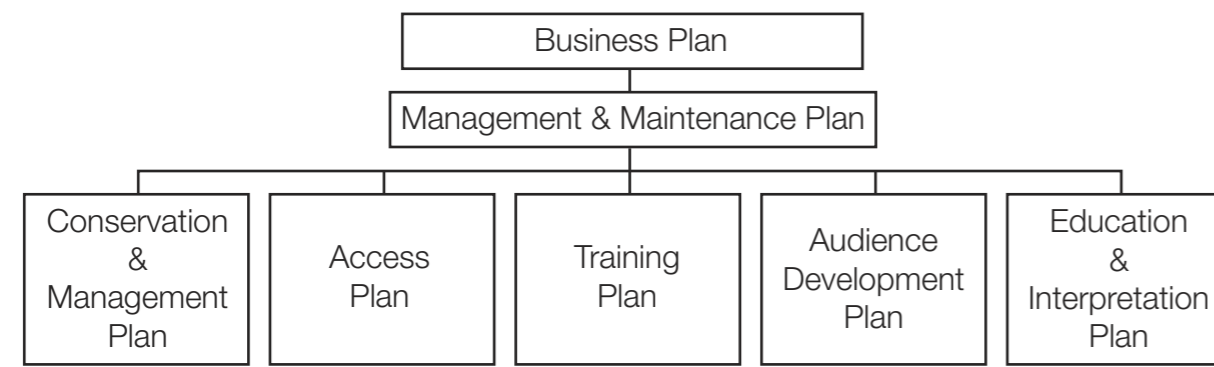 Business Plan
Management & Maintenance Plan
Conservation
&
Management
Plan
Access
Plan
Training
Plan
Audience
Development
Plan
Education
&
Interpretation
Plan